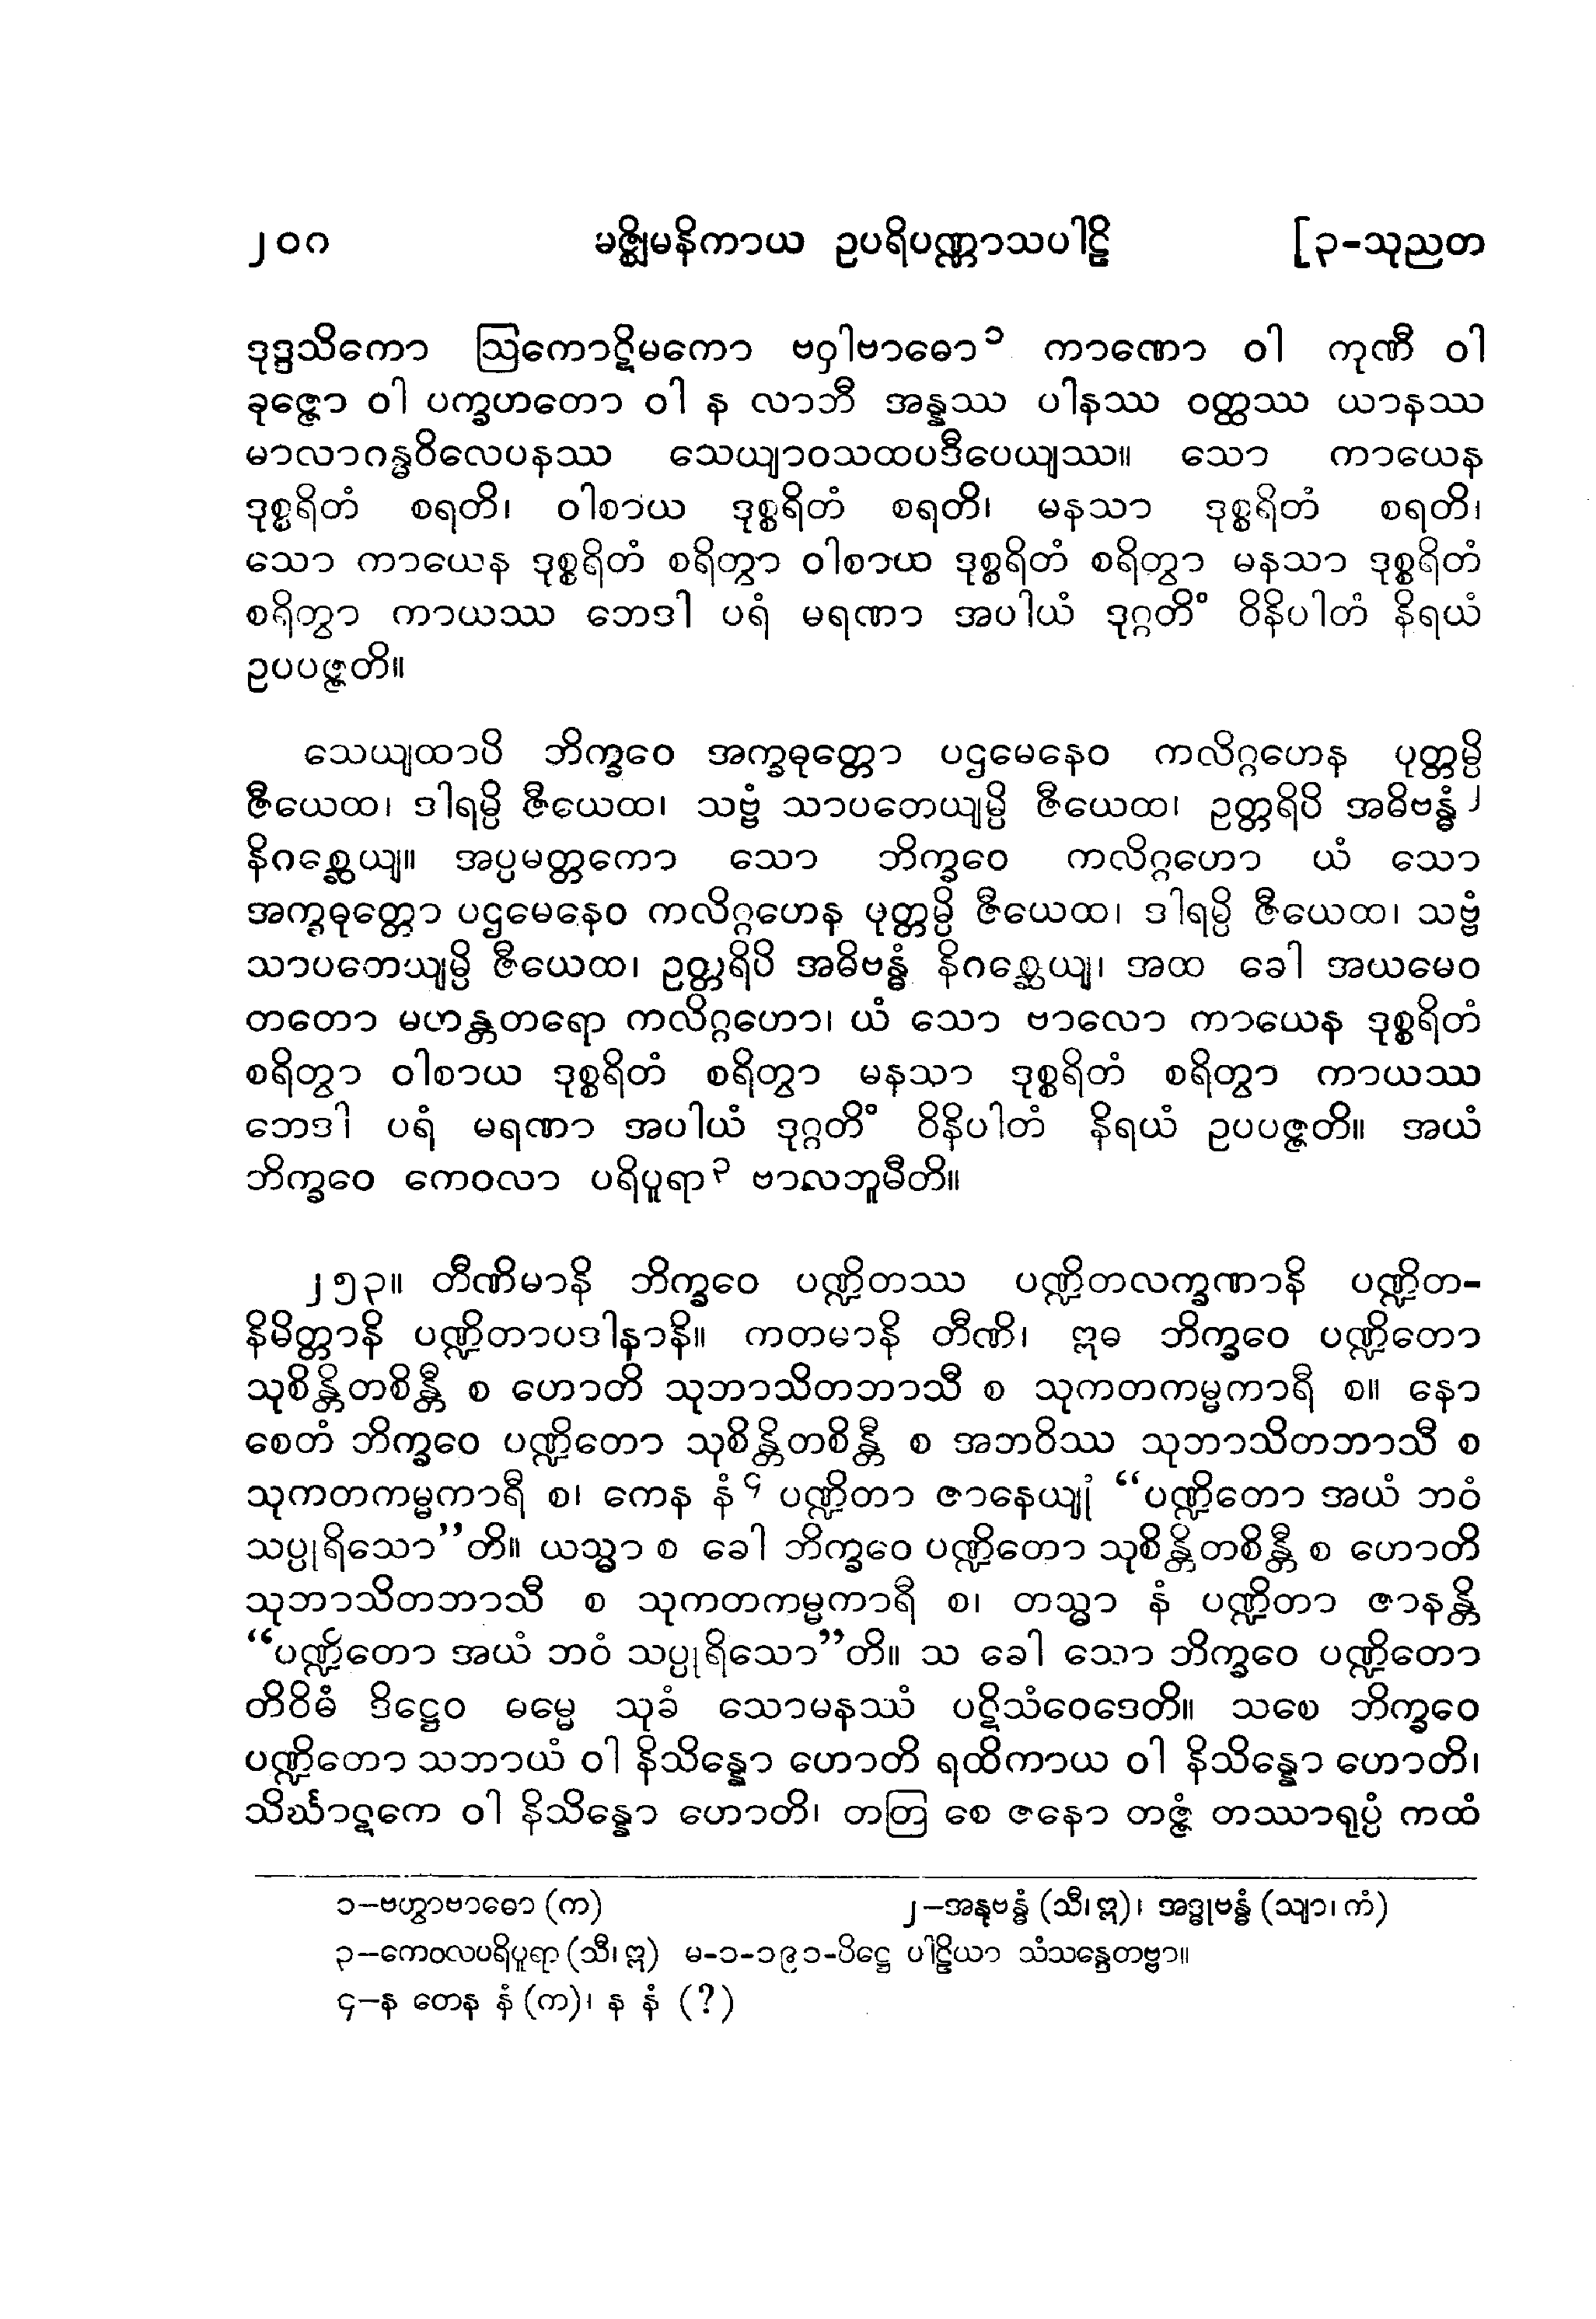 ၂၀၈ မဇ္ဈိမနိကာယ ဥပရိပဏ္ဏာသပါဠိ [၃-သုညတ
ဒုဒ္ဒသိကော ဩကောဋိမကော ဗဝှါဗာဓော၁ ကာဏော ဝါ ကုဏီ ဝါ
ခုဇ္ဇော ဝါ ပက္ခဟတော ဝါ န လာဘီ အန္နဿ ပါနဿ ဝတ္ထဿ ယာနဿ
မာလာဂန္ဓဝိလေပနဿ သေယျာဝသထပဒီပေယျဿ။ သော ကာယေန
ဒုစ္စရိတံ စရတိ၊ ဝါစာယ ဒုစ္စရိတံ စရတိ၊ မနသာ ဒုစ္စရိတံ စရတိ၊
သော ကာယေန ဒုစ္စရိတံ စရိတွာ ဝါစာယ ဒုစ္စရိတံ စရိတွာ မနသာ ဒုစ္စရိတံ
စရိတွာ ကာယဿ ဘေဒါ ပရံ မရဏာ အပါယံ ဒုဂ္ဂတိံ ဝိနိပါတံ နိရယံ
ဥပပဇ္ဇတိ။
သေယျထာပိ ဘိက္ခဝေ အက္ခဓုတ္တော ပဌမေနေဝ ကလိဂ္ဂဟေန ပုတ္တမ္ပိ
ဇီယေထ၊ ဒါရမ္ပိ ဇီယေထ၊ သဗ္ဗံ သာပတေယျမ္ပိ ဇီယေထ၊ ဥတ္တရိပိ အဓိဗန္ဓံ၂
နိဂစ္ဆေယျ။ အပ္ပမတ္တကော သော ဘိက္ခဝေ ကလိဂ္ဂဟော ယံ သော
အက္ခဓုတ္တော ပဌမေနေဝ ကလိဂ္ဂဟေန ပုတ္တမ္ပိ ဇီယေထ၊ ဒါရမ္ပိ ဇီယေထ၊ သဗ္ဗံ
သာပတေယျမ္ပိ ဇီယေထ၊ ဥတ္တရိပိ အဓိဗန္ဓံ နိဂစ္ဆေယျ၊ အထ ခေါ အယမေဝ
တတော မဟန္တတရော ကလိဂ္ဂဟော၊ ယံ သော ဗာလော ကာယေန ဒုစ္စရိတံ
စရိတွာ ဝါစာယ ဒုစ္စရိတံ စရိတွာ မနသာ ဒုစ္စရိတံ စရိတွာ ကာယဿ
ဘေဒါ ပရံ မရဏာ အပါယံ ဒုဂ္ဂတိံ ဝိနိပါတံ နိရယံ ဥပပဇ္ဇတိ။ အယံ
ဘိက္ခဝေ ကေဝလာ ပရိပူရာ၃ ဗာလဘူမီတိ။
၂၅၃။ တီဏိမာနိ ဘိက္ခဝေ ပဏ္ဍိတဿ ပဏ္ဍိတလက္ခဏာနိ ပဏ္ဍိတ-
နိမိတ္တာနိ ပဏ္ဍိတာပဒါနာနိ။ ကတမာနိ တီဏိ၊ ဣဓ ဘိက္ခဝေ ပဏ္ဍိတော
သုစိန္တိတစိန္တီ စ ဟောတိ သုဘာသိတဘာသီ စ သုကတကမ္မကာရီ စ။ နော
စေတံ ဘိက္ခဝေ ပဏ္ဍိတော သုစိန္တိတစိန္တီ စ အဘဝိဿ သုဘာသိတဘာသီ စ
သုကတကမ္မကာရီ စ၊ ကေန နံ၄ ပဏ္ဍိတာ ဇာနေယျုံ “ပဏ္ဍိတော အယံ ဘဝံ
သပ္ပုရိသော”တိ။ ယသ္မာ စ ခေါ ဘိက္ခဝေ ပဏ္ဍိတော သုစိန္တိတစိန္တီ စ ဟောတိ
သုဘာသိတဘာသီ စ သုကတကမ္မကာရီ စ၊ တသ္မာ နံ ပဏ္ဍိတာ ဇာနန္တိ
“ပဏ္ဍိတော အယံ ဘဝံ သပ္ပုရိသော”တိ။ သ ခေါ သော ဘိက္ခဝေ ပဏ္ဍိတော
တိဝိဓံ ဒိဋ္ဌေဝ ဓမ္မေ သုခံ သောမနဿံ ပဋိသံဝေဒေတိ။ သစေ ဘိက္ခဝေ
ပဏ္ဍိတော သဘာယံ ဝါ နိသိန္နော ဟောတိ ရထိကာယ ဝါ နိသိန္နော ဟောတိ၊
သိင်္ဃာဋကေ ဝါ နိသိန္နော ဟောတိ၊ တတြ စေ ဇနော တဇ္ဇံ တဿာရုပ္ပံ ကထံ
၁–ဗဟွာဗာဓော (က) ၂–အနုဗန္ဓံ (သီ၊ ဣ)၊ အဒ္ဓုဗန္ဓံ (သျာ၊ ကံ)
၃–ကေဝလပရိပူရာ (သီ၊ ဣ) မ-၁-၁၉၁-ပိဋ္ဌေ ပါဠိယာ သံသန္ဒေတဗ္ဗာ။
၄–န တေန နံ (က)၊ န နံ (?)